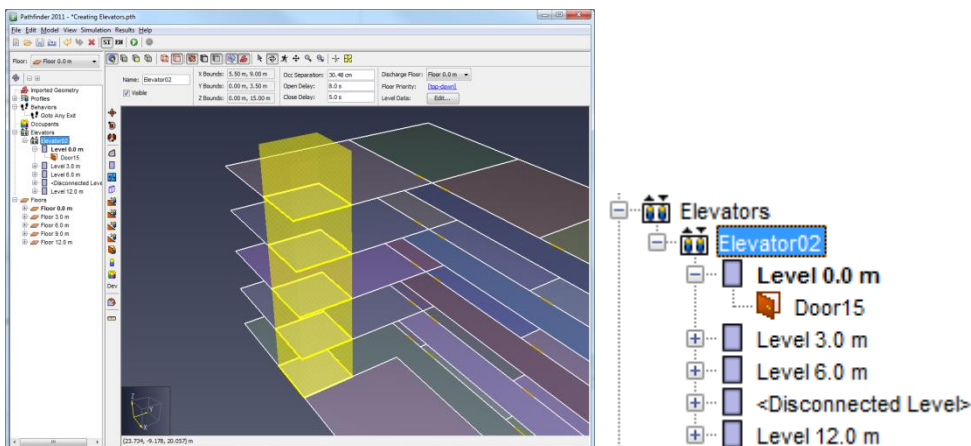 Pathfinder 2011 - *Creating Elevators.pth
File Edit Model View Simulation Results Help
Floor: Floor 0.0 m
Name: Elevator02
Visible
X Bounds: 5.50 m, 9.00 m
Y Bounds: 0.00 m, 3.50 m
Z Bounds: 0.00 m, 15.00 m
Occ Separation: 30.48 cm
Open Delay: 8.0 s
Close Delay: 5.0 s
Discharge Floor: Floor 0.0 m
Floor Priority: [top-down]
Level Data: Edit...
Imported Geometry
Profiles
Behaviors
Goto Any Exit
Occupants
Elevators
Elevator02
Level 0.0 m
Door15
Level 3.0 m
Level 6.0 m
<Disconnected Leve
Level 12.0 m
Floors
Floor 0.0 m
Floor 3.0 m
Floor 6.0 m
Floor 9.0 m
Floor 12.0 m
Dev
Z
Y
X
(23.734, -9.178, 20.037) m
Elevators
Elevator02
Level 0.0 m
Door15
Level 3.0 m
Level 6.0 m
<Disconnected Level>
Level 12.0 m